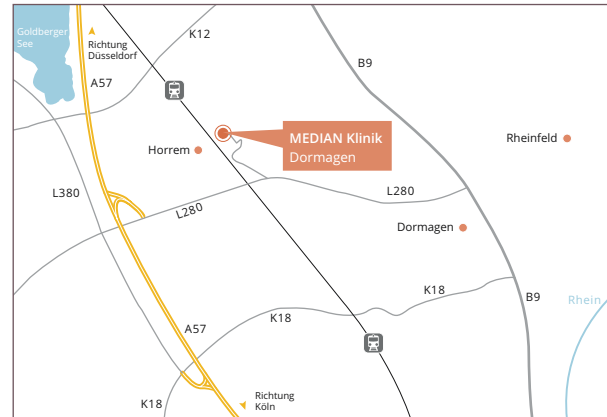 Goldberger
See
Richtung
Düsseldorf
K12
A57
B9
MEDIAN Klinik
Dormagen
Horrem
Rheinfeld
L380
L280
L280
Dormagen
K18
B9
Rhein
K18
A57
K18
Richtung
Köln